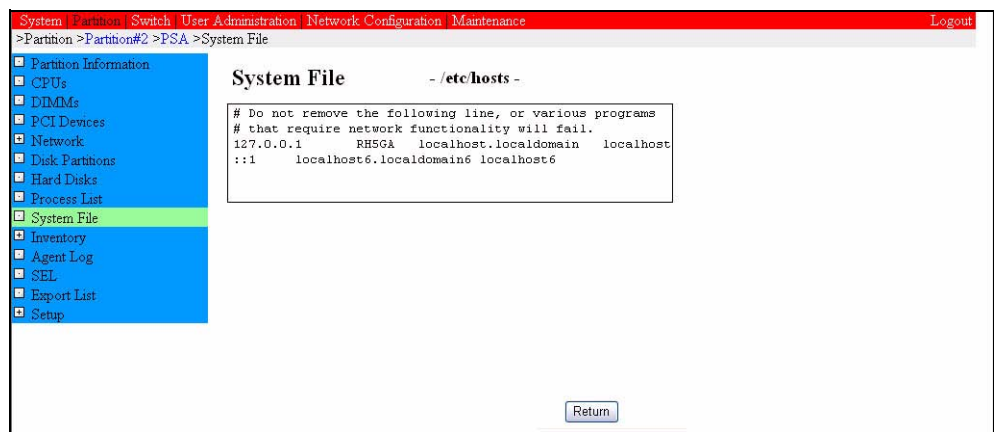 System | Partition | Switch | User Administration | Network Configuration | Maintenance Logout
>Partition >Partition#2 >PSA >System File
Partition Information
CPUs
DIMMs
PCI Devices
Network
Disk Partitions
Hard Disks
Process List
System File
Inventory
Agent Log
SEL
Export List
Setup
System File - /etc/hosts -
# Do not remove the following line, or various programs
# that require network functionality will fail.
127.0.0.1 RH5GA localhost.localdomain localhost
::1 localhost6.localdomain6 localhost6
Return